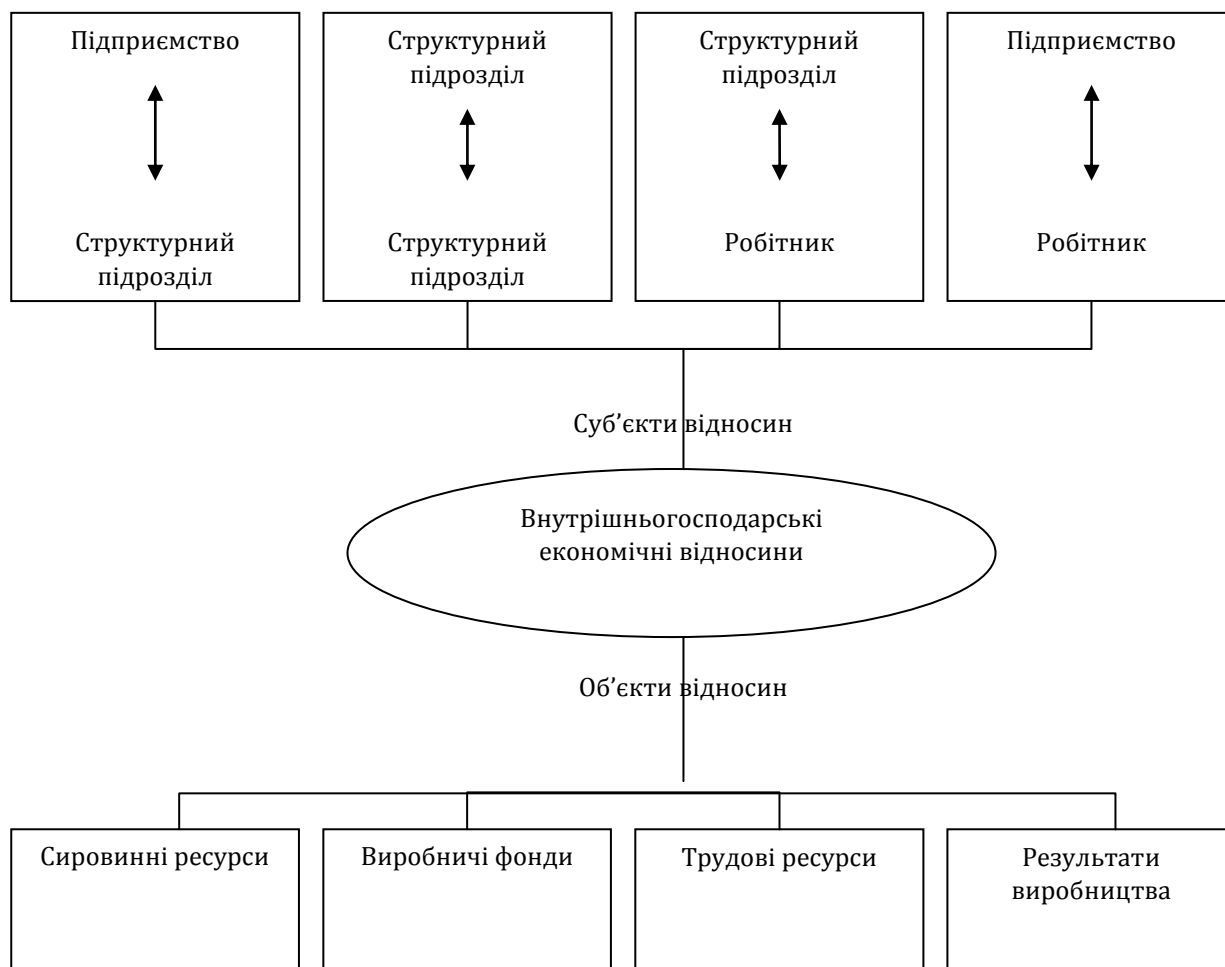 Підприємство
Структурний
підрозділ
Структурний
підрозділ
Структурний
підрозділ
Структурний
підрозділ
Робітник
Підприємство
Робітник
Суб’єкти відносин
Внутрішньогосподарські
економічні відносини
Об’єкти відносин
Сировинні ресурси
Виробничі фонди
Трудові ресурси
Результати
виробництва